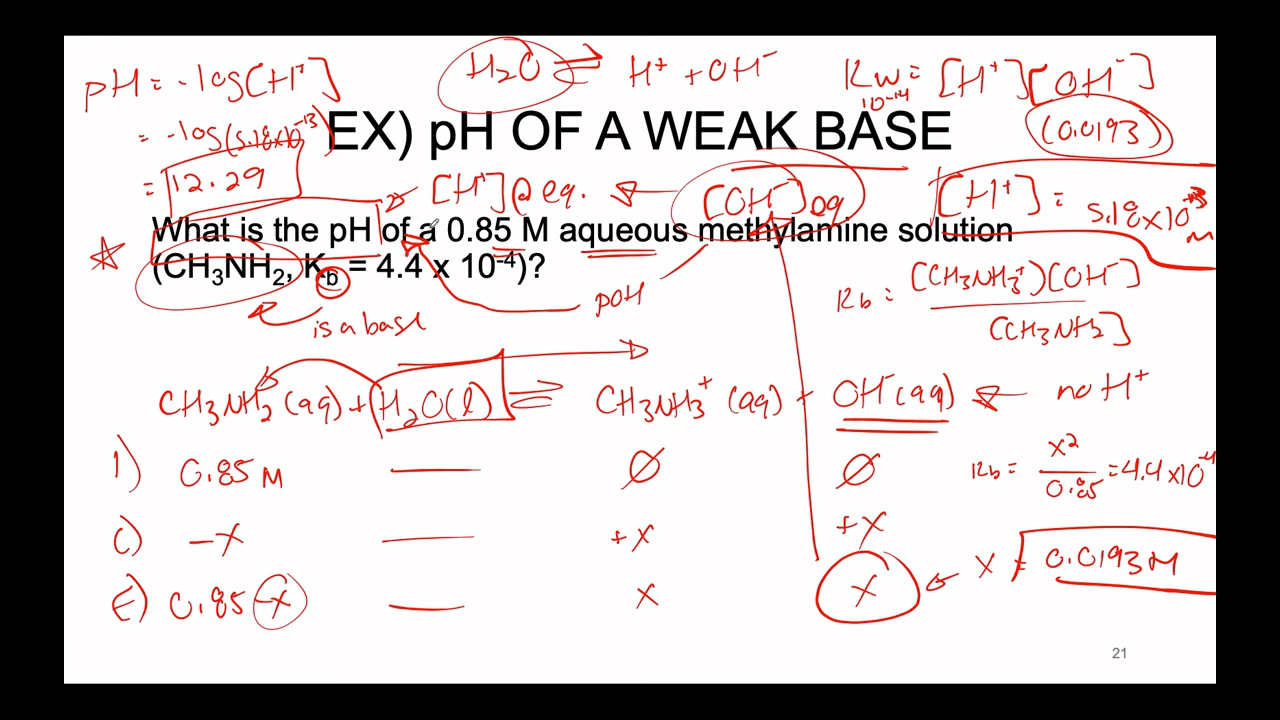 pH = -log[H⁺]
H₂O ⇌ H⁺ + OH⁻
Kw = [H⁺][OH⁻]
10⁻¹⁴
(0.0193)
= -log(5.18x10⁻¹³)
EX) pH OF A WEAK BASE
= 12.29
[H⁺]@eq. ← [OH⁻]eq
[H⁺] = 5.18x10⁻¹³ M
What is the pH of a 0.85 M aqueous methylamine solution
(CH₃NH₂, Kb = 4.4 x 10⁻⁴)?
pOH
is a base
Kb = [CH₃NH₃⁺][OH⁻]
[CH₃NH₂]
CH₃NH₂(aq) + H₂O(l) ⇌ CH₃NH₃⁺(aq) + OH⁻(aq) ← no H⁺
I) 0.85 M — ∅ ∅
Kb = x²/0.85 = 4.4x10⁻⁴
C) -x — +x +x
x = 0.0193M
E) 0.85-x — x x
21